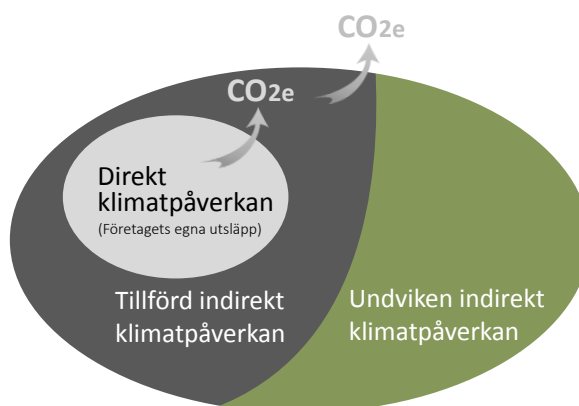 CO2e
CO2e
Direkt
klimatpåverkan
(Företagets egna utsläpp)
Tillförd indirekt
klimatpåverkan
Undviken indirekt
klimatpåverkan